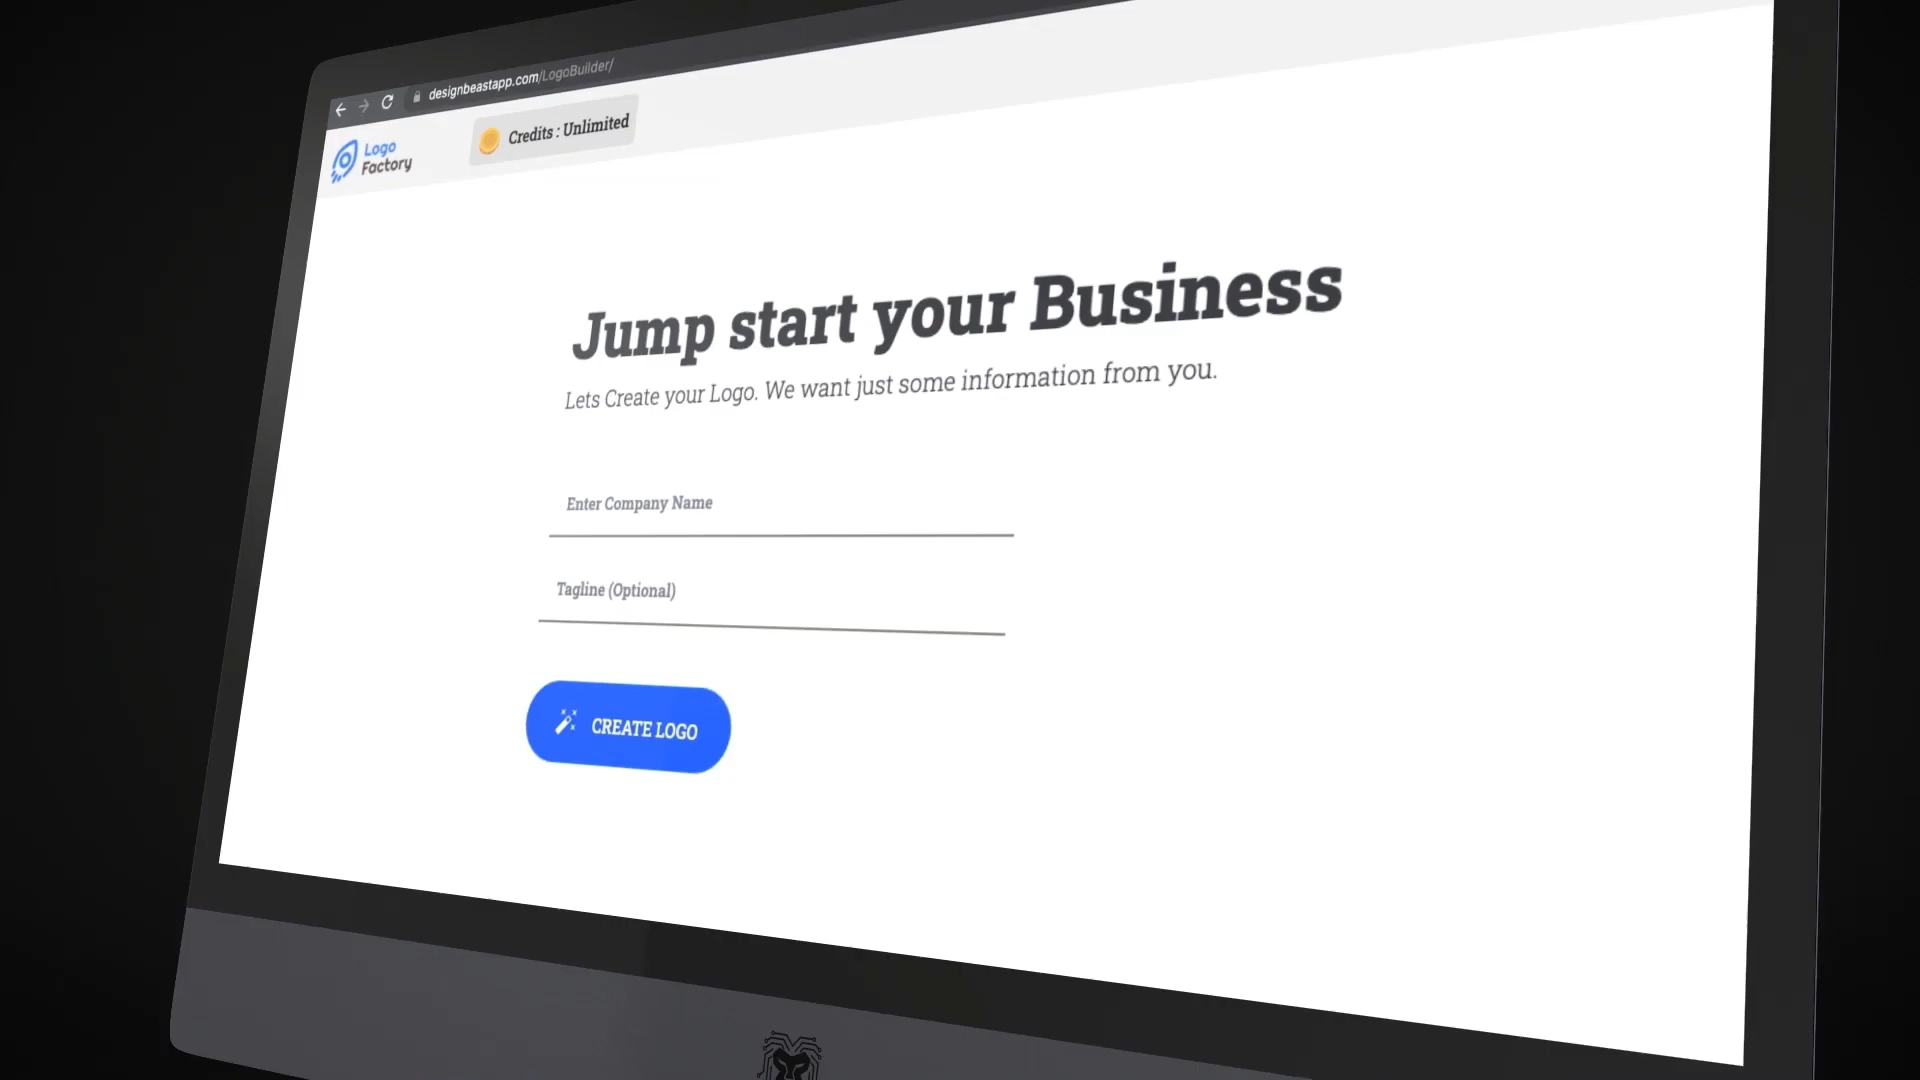 designbeastapp.com/LogoBuilder/
Logo
Factory
Credits : Unlimited
Jump start your Business
Lets Create your Logo. We want just some information from you.
Enter Company Name
Tagline (Optional)
CREATE LOGO